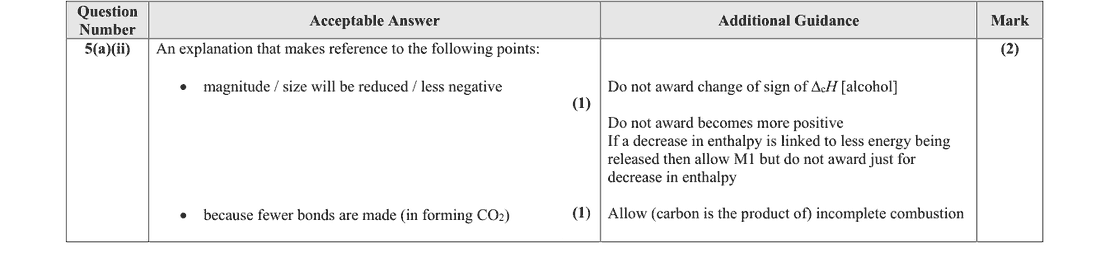 Question Number Acceptable Answer Additional Guidance Mark
5(a)(ii) An explanation that makes reference to the following points: (2)
• magnitude / size will be reduced / less negative Do not award change of sign of ΔcH [alcohol]
(1)
Do not award becomes more positive
If a decrease in enthalpy is linked to less energy being
released then allow M1 but do not award just for
decrease in enthalpy
• because fewer bonds are made (in forming CO₂) (1) Allow (carbon is the product of) incomplete combustion